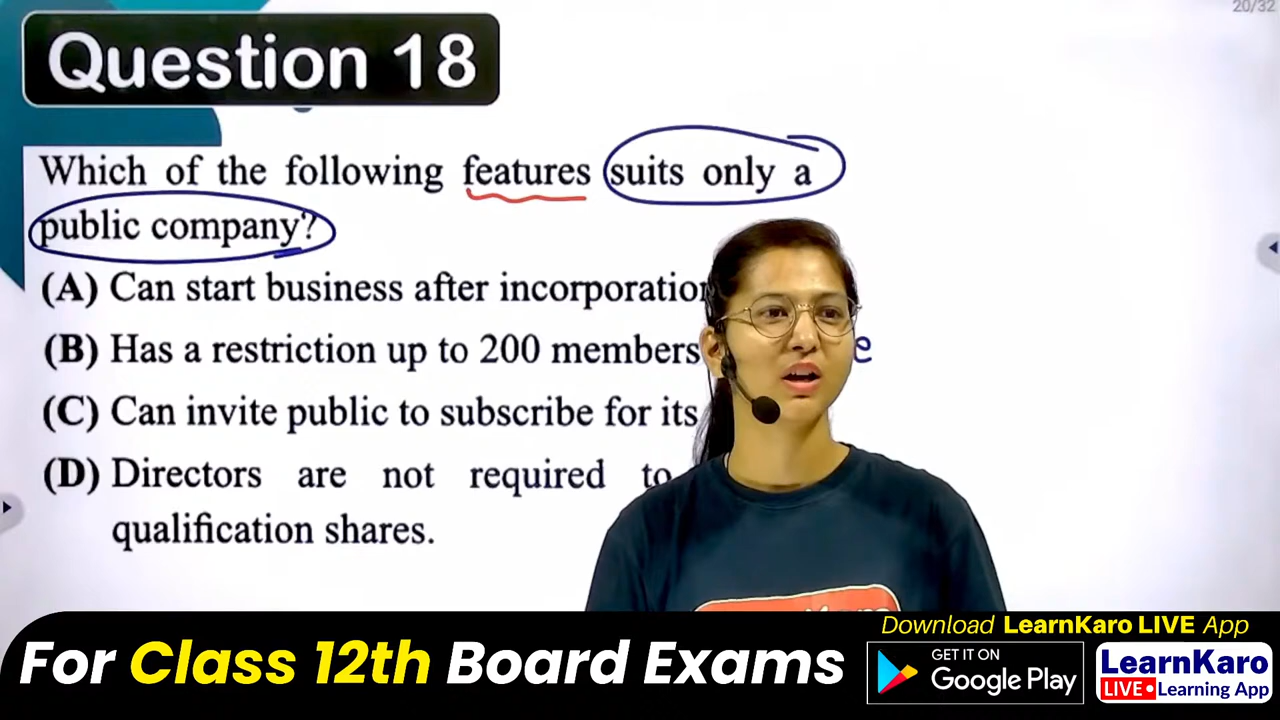 20/32
Question 18
Which of the following features suits only a
public company?
(A) Can start business after incorporation
(B) Has a restriction up to 200 members e
(C) Can invite public to subscribe for its
(D) Directors are not required to
qualification shares.
Download LearnKaro LIVE App
For Class 12th Board Exams
GET IT ON
Google Play
LearnKaro
LIVE Learning App